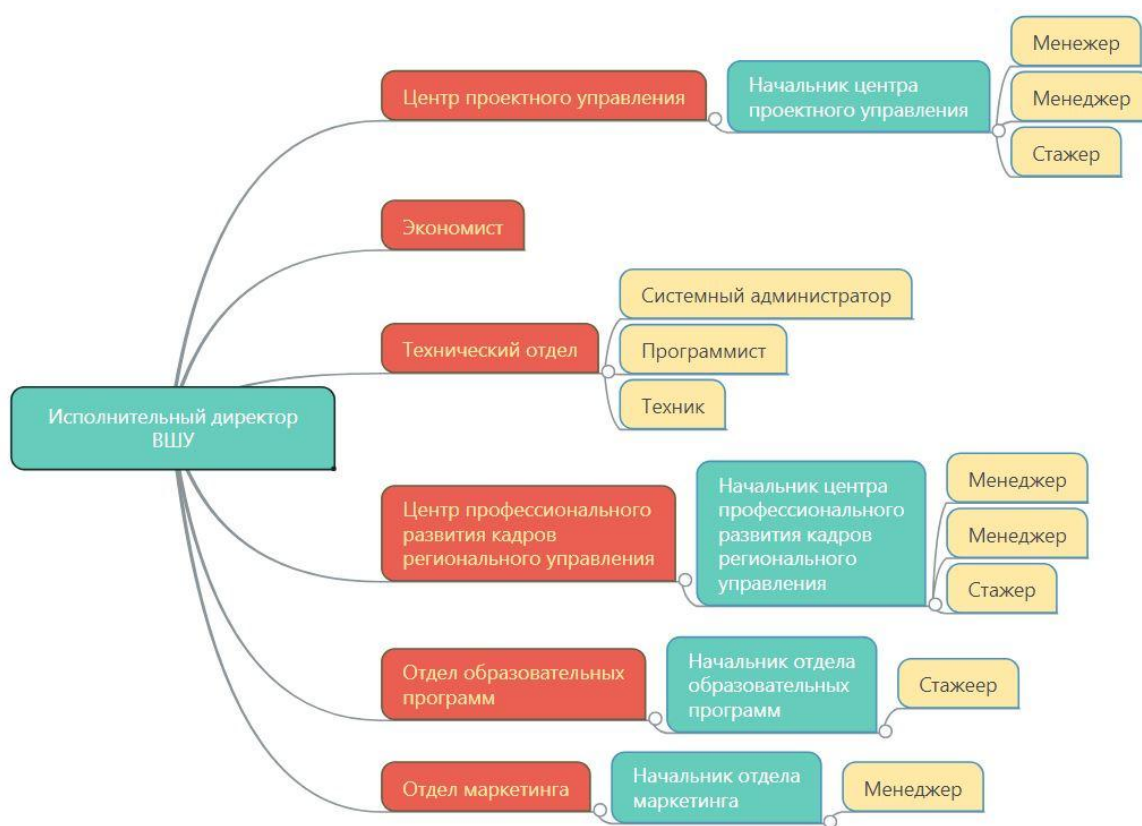 Исполнительный директор
ВШУ
Центр проектного управления
Начальник центра
проектного управления
Менежер
Менеджер
Стажер
Экономист
Технический отдел
Системный администратор
Программист
Техник
Центр профессионального
развития кадров
регионального управления
Начальник центра
профессионального
развития кадров
регионального
управления
Менеджер
Менеджер
Стажер
Отдел образовательных
программ
Начальник отдела
образовательных
программ
Стажеер
Отдел маркетинга
Начальник отдела
маркетинга
Менеджер